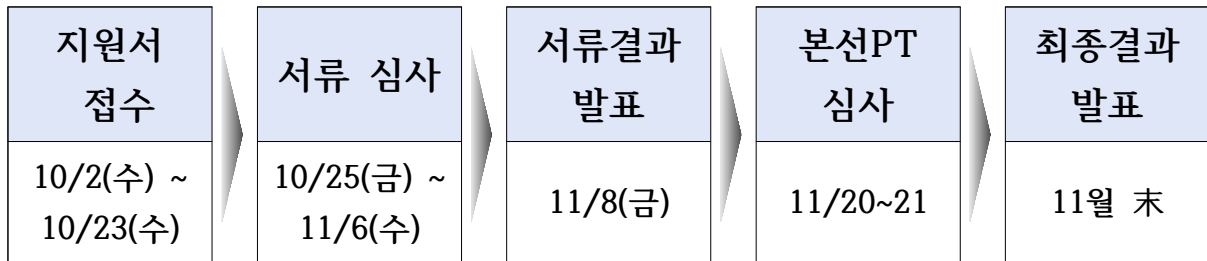 지원서
접수
10/2(수) ~
10/23(수)
서류 심사
10/25(금) ~
11/6(수)
서류결과
발표
11/8(금)
본선PT
심사
11/20~21
최종결과
발표
11월 末